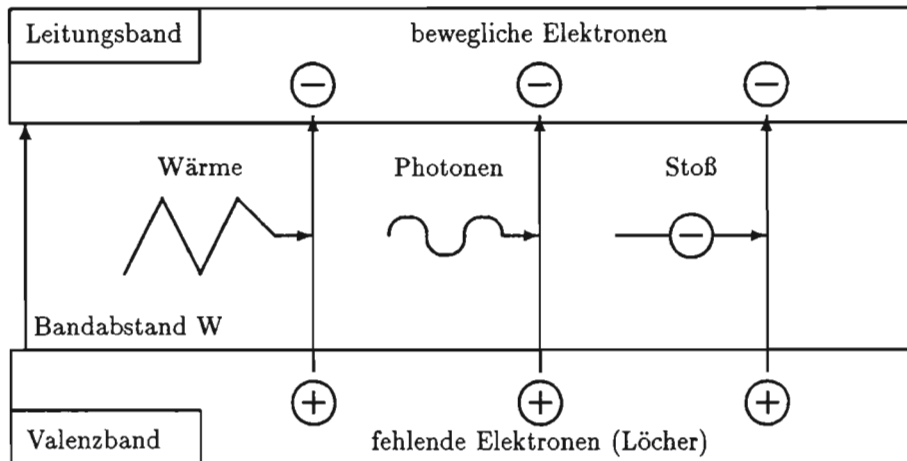 Leitungsband
bewegliche Elektronen
− − −
Wärme
Photonen
Stoß
−
Bandabstand W
+ + +
Valenzband
fehlende Elektronen (Löcher)